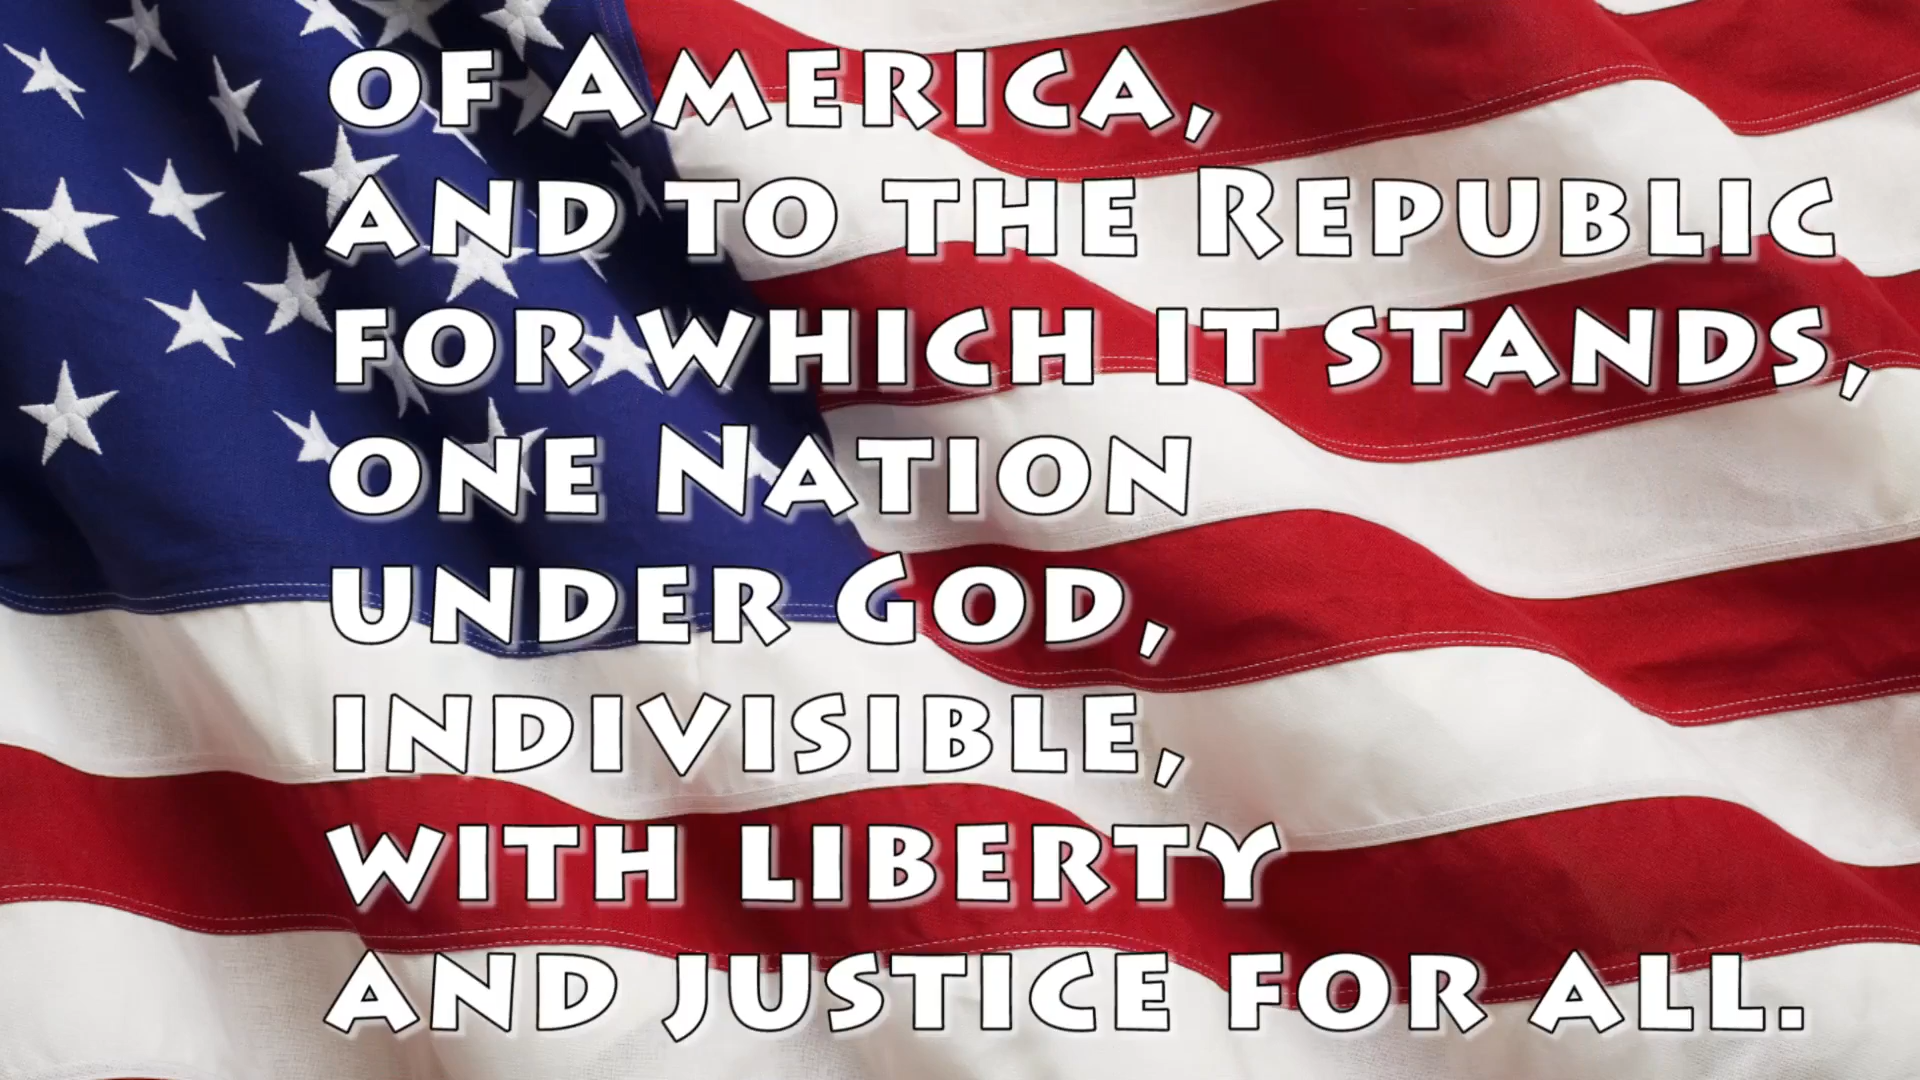 of America,
and to the Republic
for which it stands,
one Nation
under God,
indivisible,
with liberty
and justice for all.